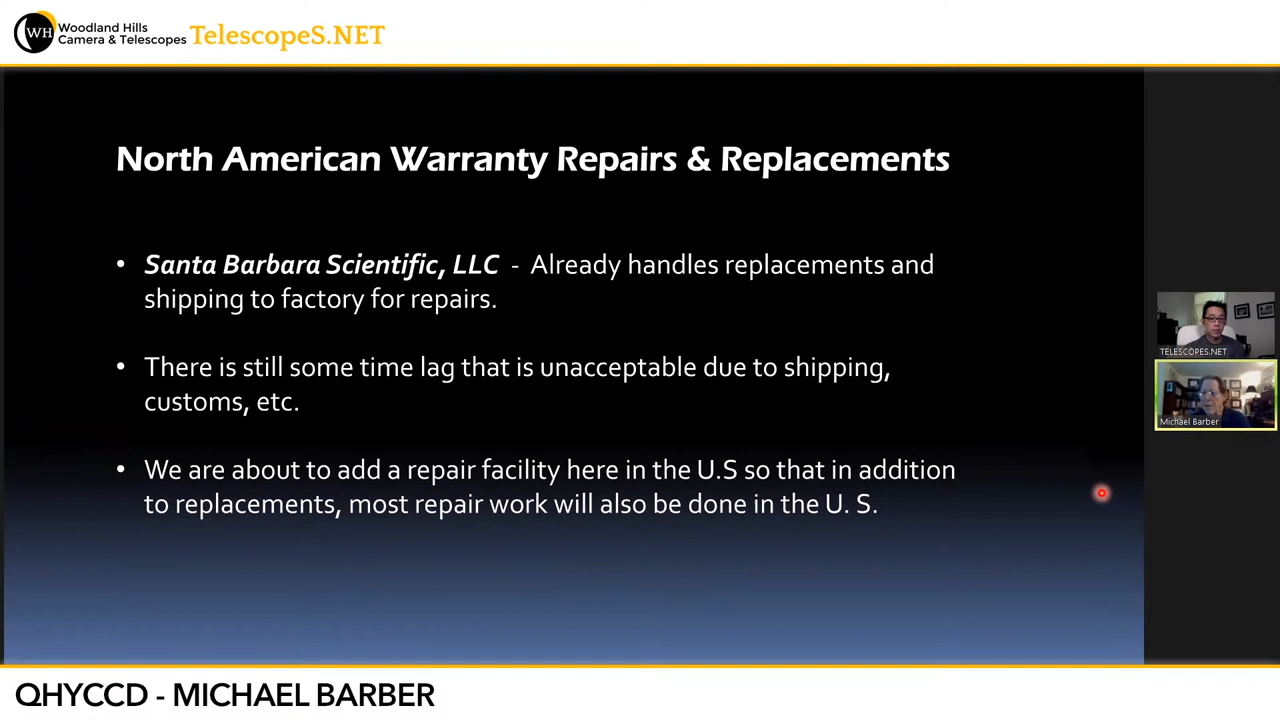 WH
Woodland Hills
Camera & Telescopes
TelescopeS.NET
North American Warranty Repairs & Replacements
• Santa Barbara Scientific, LLC - Already handles replacements and
shipping to factory for repairs.
• There is still some time lag that is unacceptable due to shipping,
customs, etc.
• We are about to add a repair facility here in the U.S so that in addition
to replacements, most repair work will also be done in the U. S.
TELESCOPES.NET
Michael Barber
QHYCCD - MICHAEL BARBER